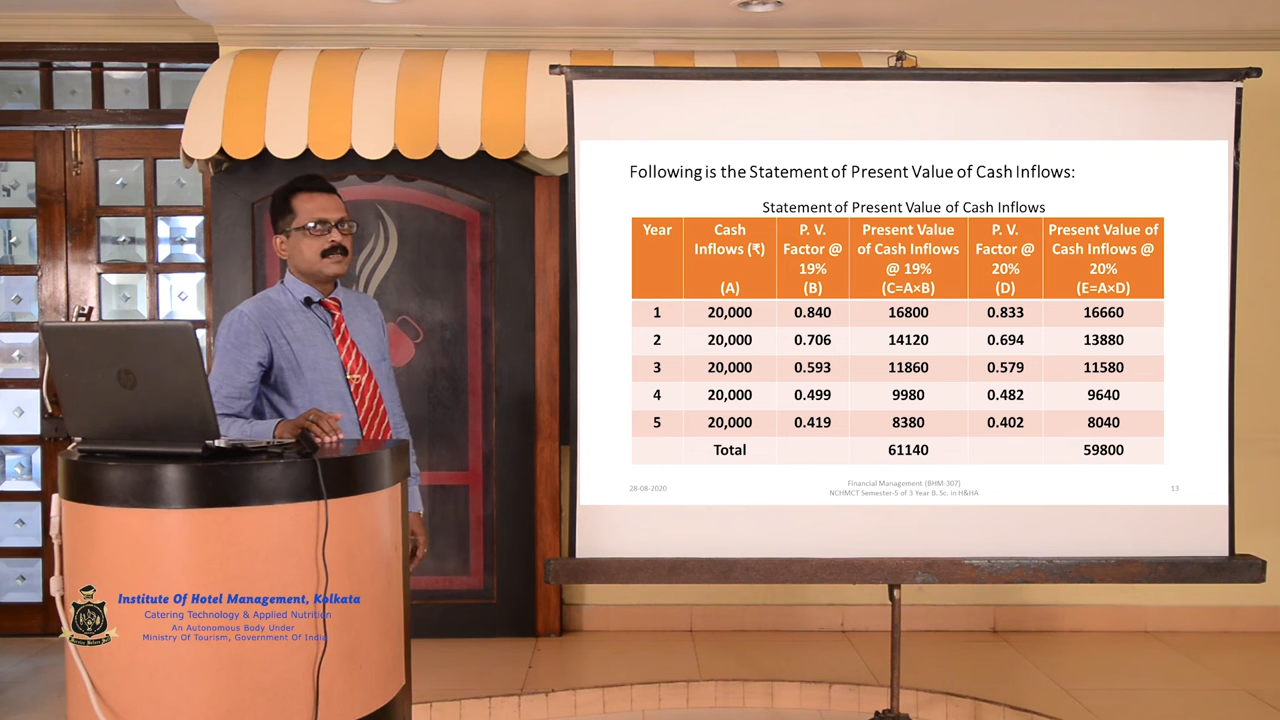 Following is the Statement of Present Value of Cash Inflows:
Statement of Present Value of Cash Inflows
Year Cash Inflows (₹) (A) P. V. Factor @ 19% (B) Present Value of Cash Inflows @ 19% (C=A×B) P. V. Factor @ 20% (D) Present Value of Cash Inflows @ 20% (E=A×D)
1 20,000 0.840 16800 0.833 16660
2 20,000 0.706 14120 0.694 13880
3 20,000 0.593 11860 0.579 11580
4 20,000 0.499 9980 0.482 9640
5 20,000 0.419 8380 0.402 8040
Total 61140 59800
28-08-2020
Financial Management (BHM-307)
NCHMCT Semester-5 of 3 Year B. Sc. in H&HA
13
Institute Of Hotel Management, Kolkata
Catering Technology & Applied Nutrition
An Autonomous Body Under
Ministry Of Tourism, Government Of India